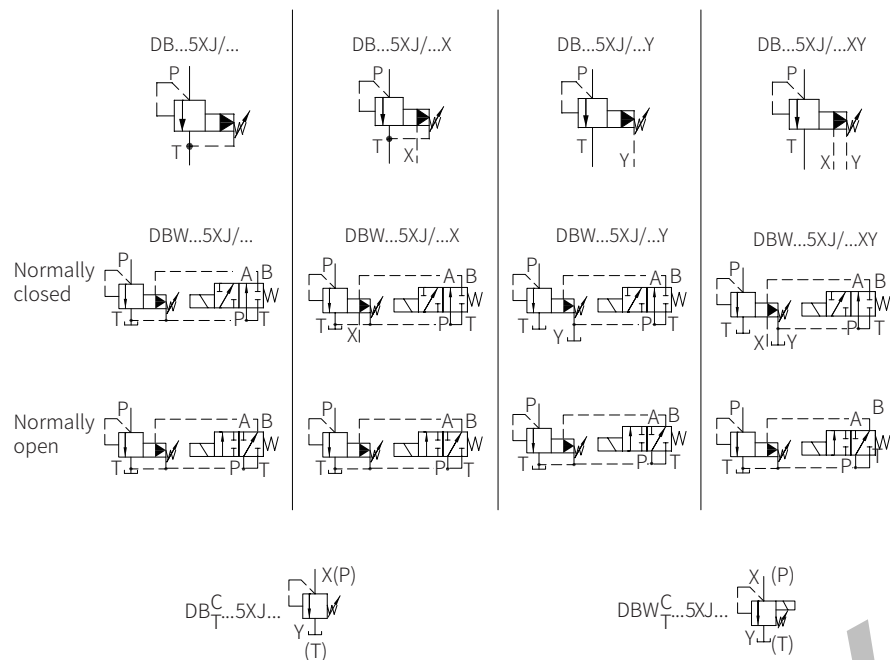 DB...5XJ/... DB...5XJ/...X DB...5XJ/...Y DB...5XJ/...XY
P P P P
T T X T Y T X Y
DBW...5XJ/... DBW...5XJ/...X DBW...5XJ/...Y DBW...5XJ/...XY
Normally
closed
P A B P A B P A B P A B
T P T T X P T T Y P T T X Y P T
Normally
open
P A B P A B P A B P A B
T P T T P T T P T T P T
X(P) X (P)
DB C/T ...5XJ... DBW C/T ...5XJ...
Y Y
(T) (T)